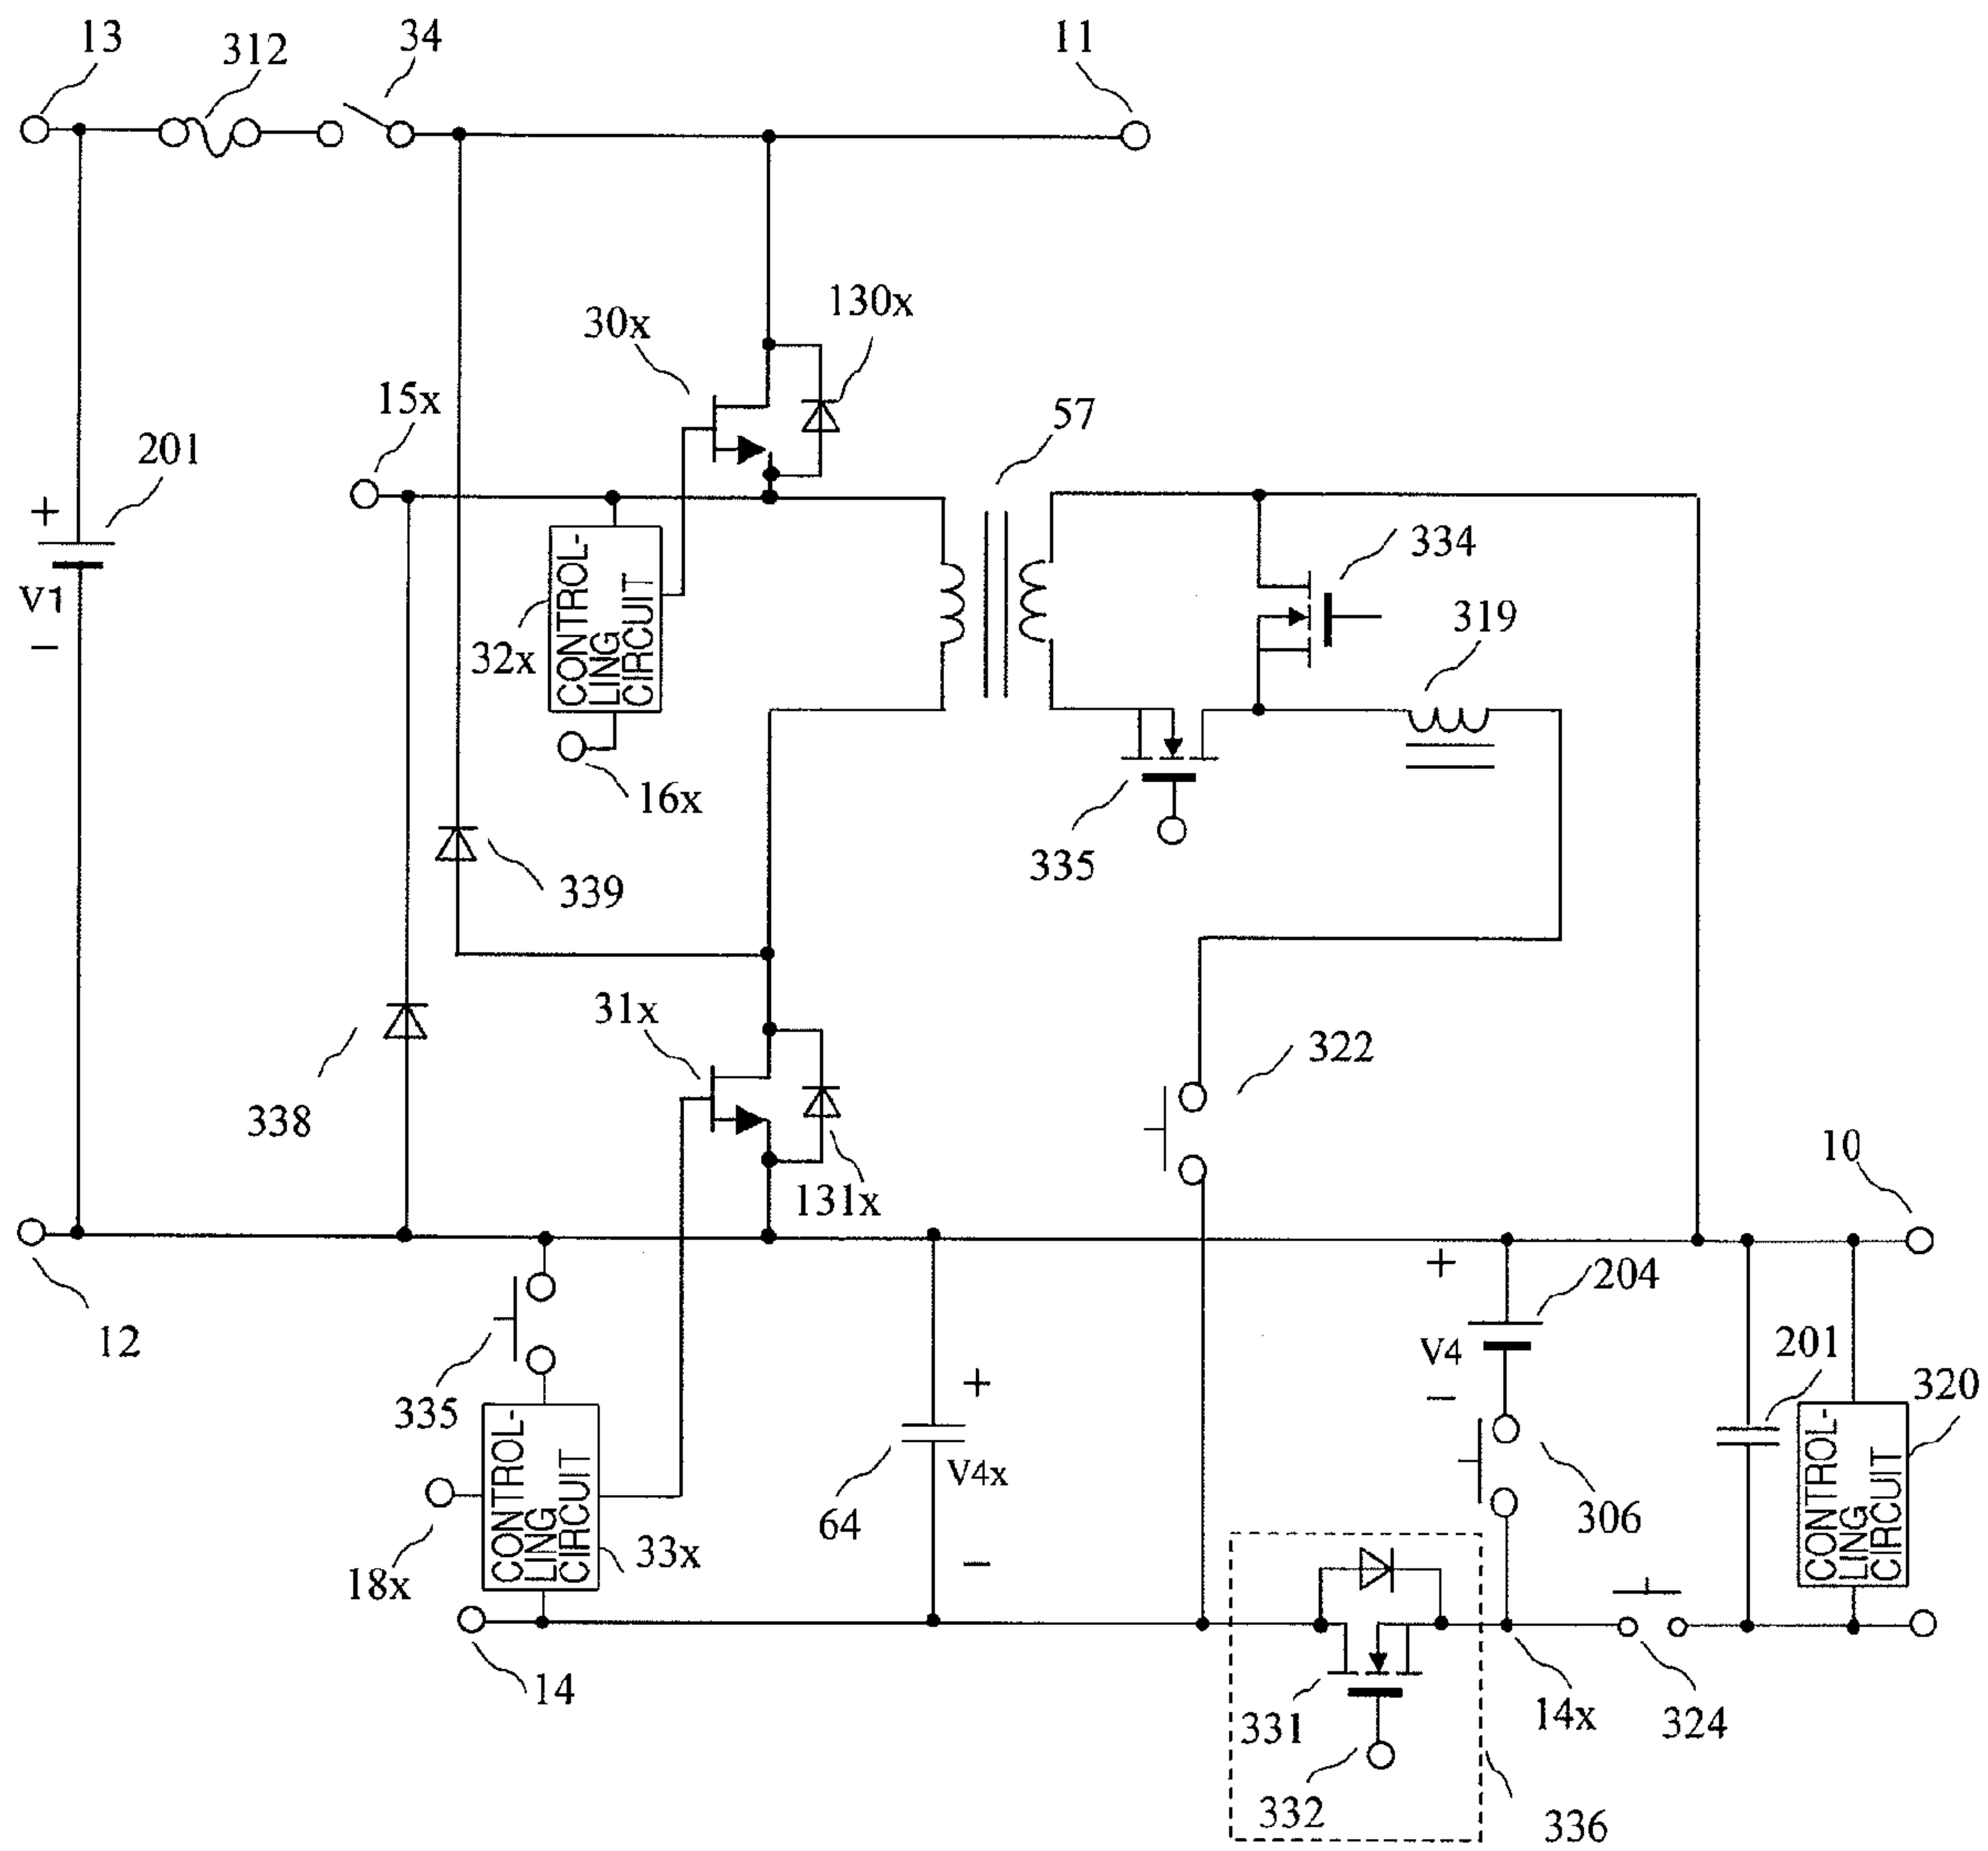 13
312
34
11
130x
30x
15x
57
201
+
V1
−
334
CONTROL-
LING
CIRCUIT
32x
319
16x
335
339
31x
322
338
131x
10
12
+
204
V4
−
201
320
335
+
CONTROL-
LING
CIRCUIT
CONTROL-
LING
CIRCUIT
64
V4x
306
18x
33x
−
14
331
14x
324
332
336